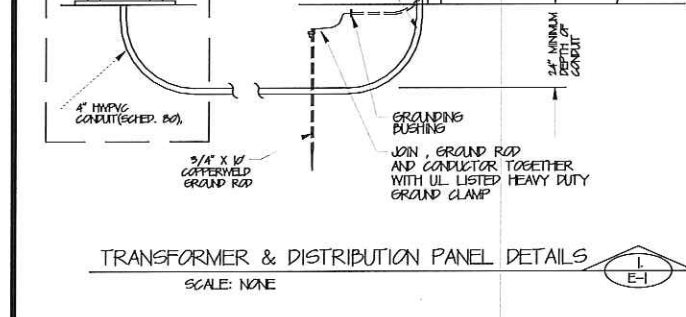 24" MINIMUM
DEPTH OF
CONDUIT
4" HWPVC
CONDUIT(SCHED. 80),
GROUNDING
BUSHING
3/4" X 10'
COPPERWELD
GROUND ROD
JOIN , GROUND ROD
AND CONDUCTOR TOGETHER
WITH UL LISTED HEAVY DUTY
GROUND CLAMP
TRANSFORMER & DISTRIBUTION PANEL DETAILS
SCALE: NONE
1
E-1